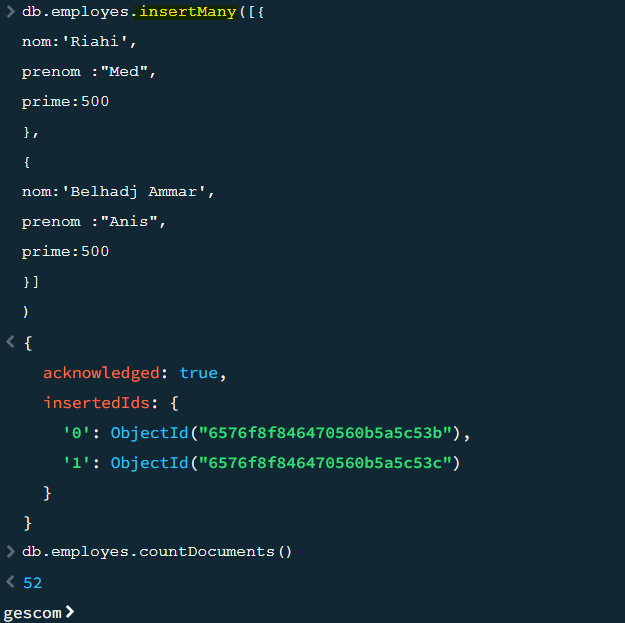 > db.employes.insertMany([{
nom:'Riahi',
prenom :"Med",
prime:500
},
{
nom:'Belhadj Ammar',
prenom :"Anis",
prime:500
}]
)
< {
acknowledged: true,
insertedIds: {
'0': ObjectId("6576f8f846470560b5a5c53b"),
'1': ObjectId("6576f8f846470560b5a5c53c")
}
}
> db.employes.countDocuments()
< 52
gescom>